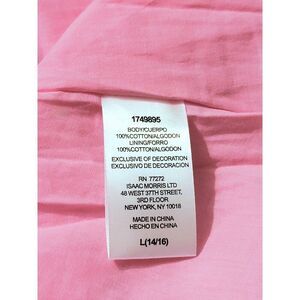 1749895
BODY/CUERPO
100%COTTON/ALGODON
LINING/FORRO
100%COTTON/ALGODON
EXCLUSIVE OF DECORATION
EXCLUSIVO DE DECORACION
RN 77272
ISAAC MORRIS LTD
48 WEST 37TH STREET,
3RD FLOOR
NEW YORK, NY 10018
MADE IN CHINA
HECHO EN CHINA
L(14/16)